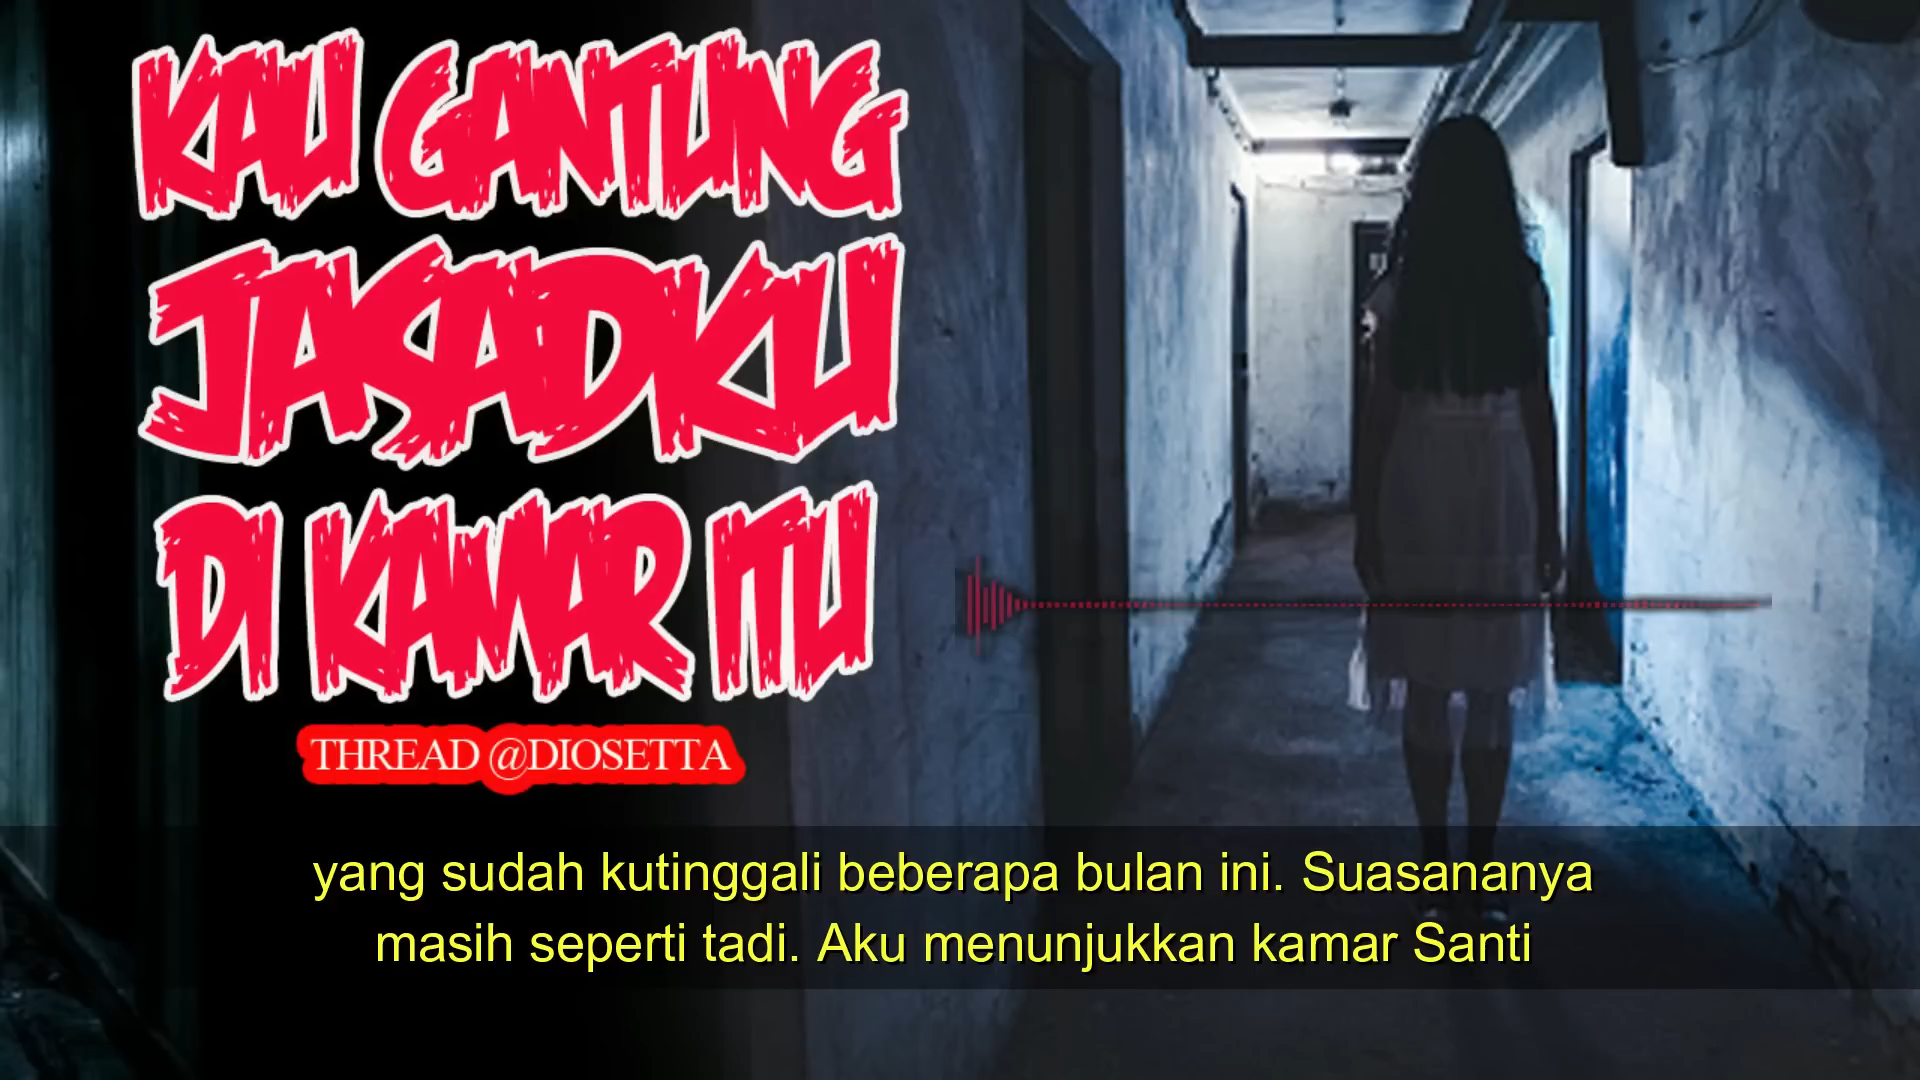 KAU GANTUNG
JASADKU
DI KAMAR ITU
THREAD @DIOSETTA
yang sudah kutinggali beberapa bulan ini. Suasananya
masih seperti tadi. Aku menunjukkan kamar Santi